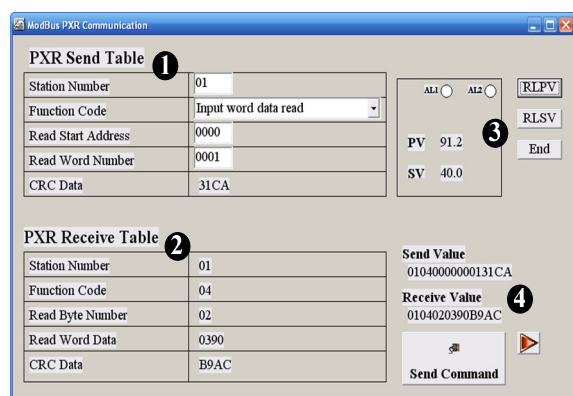 ModBus PXR Communication
PXR Send Table 1
Station Number 01
Function Code Input word data read
Read Start Address 0000
Read Word Number 0001
CRC Data 31CA
AL1 AL2
PV 91.2
SV 40.0
3
RLPV
RLSV
End
PXR Receive Table 2
Station Number 01
Function Code 04
Read Byte Number 02
Read Word Data 0390
CRC Data B9AC
Send Value
01040000000131CA
Receive Value
0104020390B9AC
4
Send Command